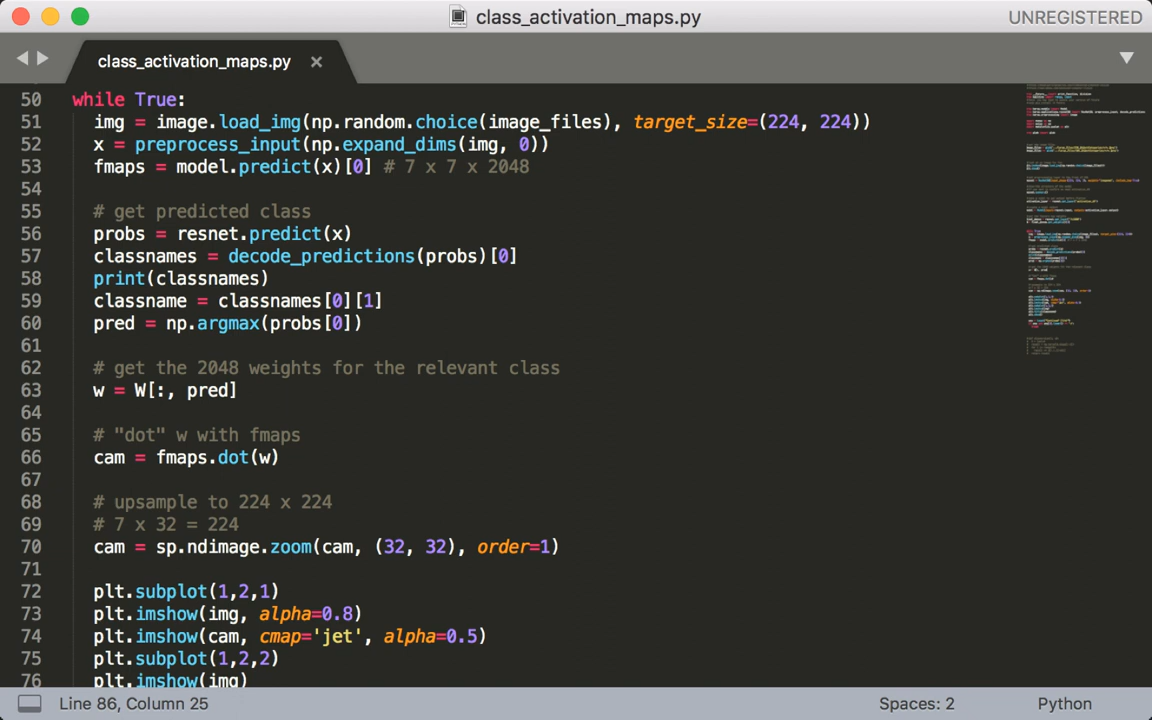 class_activation_maps.py
UNREGISTERED
class_activation_maps.py ×
50 while True:
51 img = image.load_img(np.random.choice(image_files), target_size=(224, 224))
52 x = preprocess_input(np.expand_dims(img, 0))
53 fmaps = model.predict(x)[0] # 7 x 7 x 2048
54
55 # get predicted class
56 probs = resnet.predict(x)
57 classnames = decode_predictions(probs)[0]
58 print(classnames)
59 classname = classnames[0][1]
60 pred = np.argmax(probs[0])
61
62 # get the 2048 weights for the relevant class
63 w = W[:, pred]
64
65 # "dot" w with fmaps
66 cam = fmaps.dot(w)
67
68 # upsample to 224 x 224
69 # 7 x 32 = 224
70 cam = sp.ndimage.zoom(cam, (32, 32), order=1)
71
72 plt.subplot(1,2,1)
73 plt.imshow(img, alpha=0.8)
74 plt.imshow(cam, cmap='jet', alpha=0.5)
75 plt.subplot(1,2,2)
76 plt.imshow(img)
Line 86, Column 25
Spaces: 2
Python